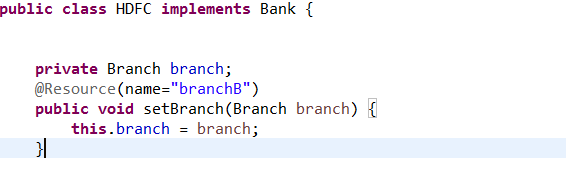 public class HDFC implements Bank {
private Branch branch;
@Resource(name="branchB")
public void setBranch(Branch branch) {
this.branch = branch;
}